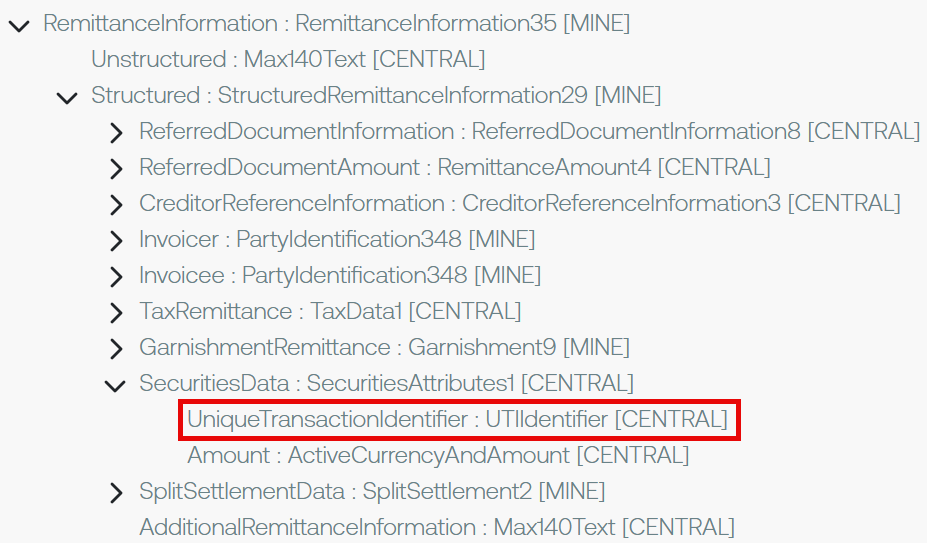 RemittanceInformation : RemittanceInformation35 [MINE]
Unstructured : Max140Text [CENTRAL]
Structured : StructuredRemittanceInformation29 [MINE]
ReferredDocumentInformation : ReferredDocumentInformation8 [CENTRAL]
ReferredDocumentAmount : RemittanceAmount4 [CENTRAL]
CreditorReferenceInformation : CreditorReferenceInformation3 [CENTRAL]
Invoicer : PartyIdentification348 [MINE]
Invoicee : PartyIdentification348 [MINE]
TaxRemittance : TaxData1 [CENTRAL]
GarnishmentRemittance : Garnishment9 [MINE]
SecuritiesData : SecuritiesAttributes1 [CENTRAL]
UniqueTransactionIdentifier : UTIIdentifier [CENTRAL]
Amount : ActiveCurrencyAndAmount [CENTRAL]
SplitSettlementData : SplitSettlement2 [MINE]
AdditionalRemittanceInformation : Max140Text [CENTRAL]